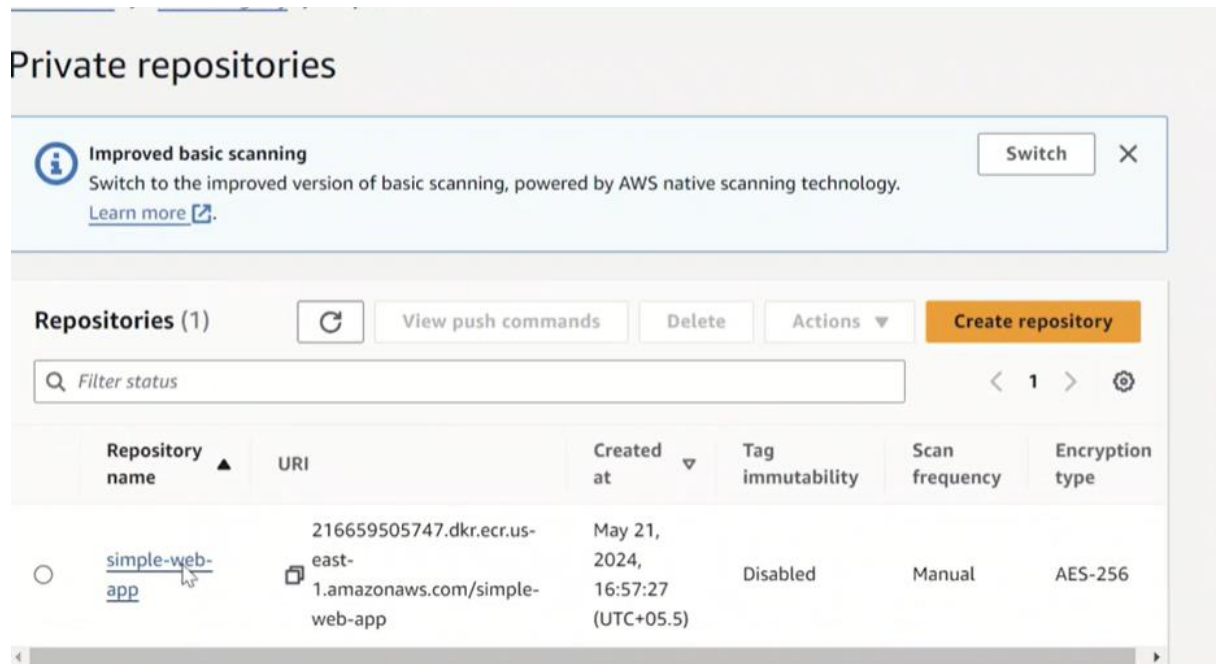 Private repositories
Improved basic scanning
Switch
Switch to the improved version of basic scanning, powered by AWS native scanning technology.
Learn more.
Repositories (1)
View push commands
Delete
Actions
Create repository
Filter status
1
Repository name
URI
Created at
Tag immutability
Scan frequency
Encryption type
simple-web-
app
216659505747.dkr.ecr.us-
east-
1.amazonaws.com/simple-
web-app
May 21,
2024,
16:57:27
(UTC+05.5)
Disabled
Manual
AES-256